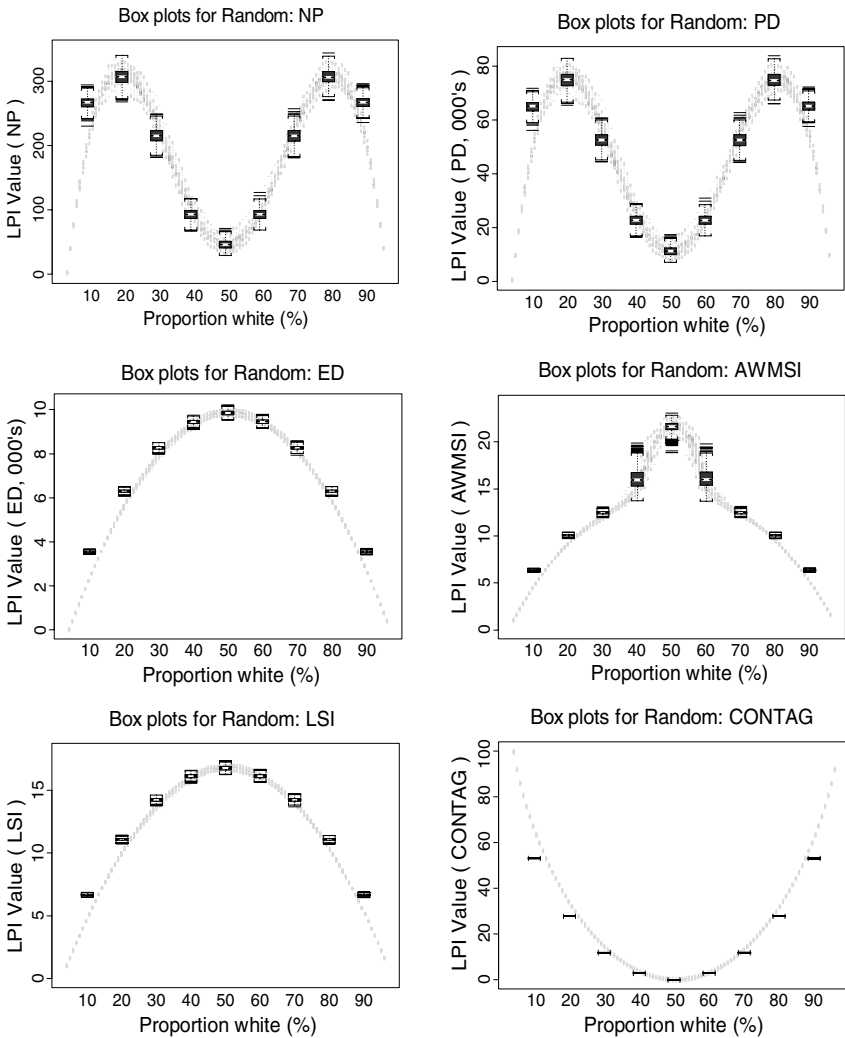 Box plots for Random: NP
LPI Value ( NP)
0 100 200 300
10 20 30 40 50 60 70 80 90
Proportion white (%)
Box plots for Random: PD
LPI Value ( PD, 000's)
0 20 40 60 80
10 20 30 40 50 60 70 80 90
Proportion white (%)
Box plots for Random: ED
LPI Value ( ED, 000's)
0 2 4 6 8 10
10 20 30 40 50 60 70 80 90
Proportion white (%)
Box plots for Random: AWMSI
LPI Value ( AWMSI)
0 5 10 15 20
10 20 30 40 50 60 70 80 90
Proportion white (%)
Box plots for Random: LSI
LPI Value ( LSI)
0 5 10 15
10 20 30 40 50 60 70 80 90
Proportion white (%)
Box plots for Random: CONTAG
LPI Value ( CONTAG)
0 20 40 60 80 100
10 20 30 40 50 60 70 80 90
Proportion white (%)